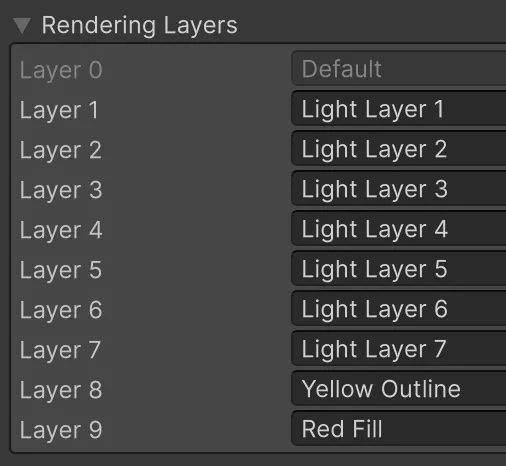 Rendering Layers
Layer 0 Default
Layer 1 Light Layer 1
Layer 2 Light Layer 2
Layer 3 Light Layer 3
Layer 4 Light Layer 4
Layer 5 Light Layer 5
Layer 6 Light Layer 6
Layer 7 Light Layer 7
Layer 8 Yellow Outline
Layer 9 Red Fill